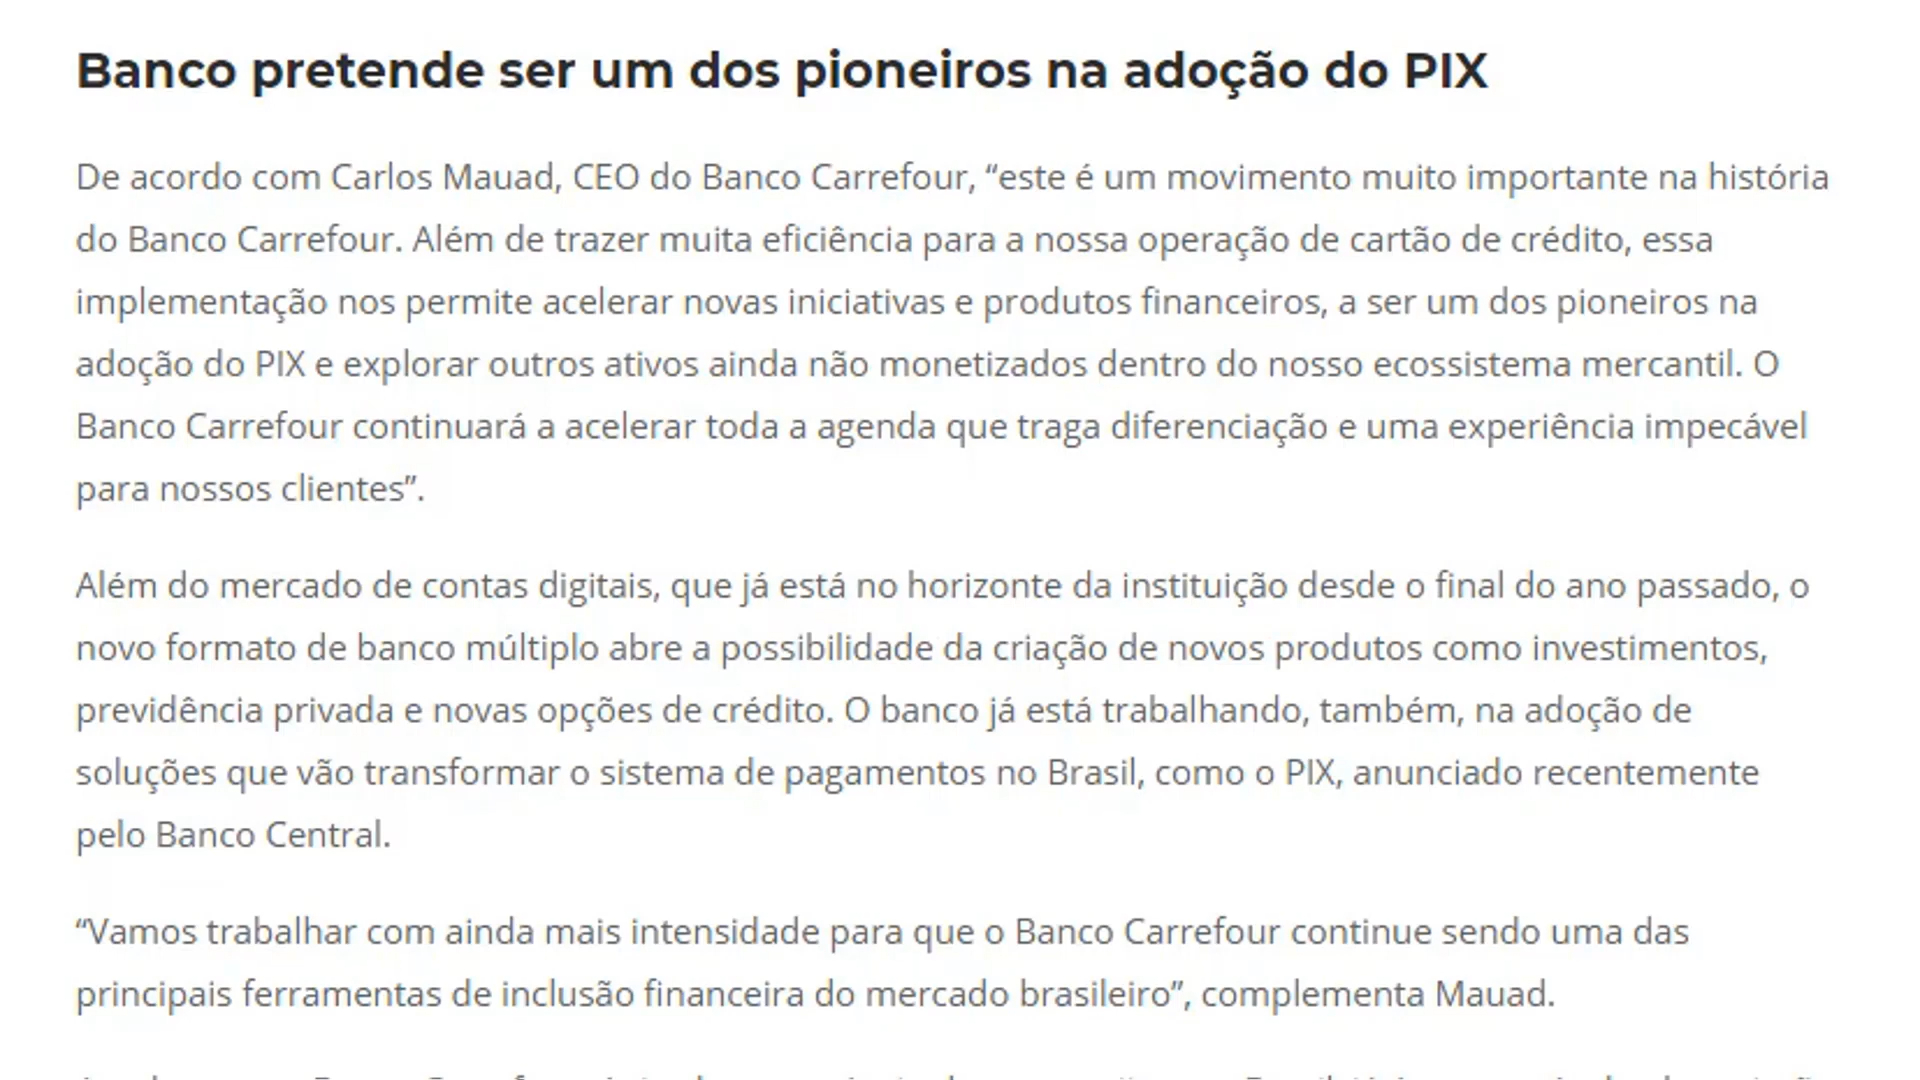 Banco pretende ser um dos pioneiros na adoção do PIX
De acordo com Carlos Mauad, CEO do Banco Carrefour, “este é um movimento muito importante na história
do Banco Carrefour. Além de trazer muita eficiência para a nossa operação de cartão de crédito, essa
implementação nos permite acelerar novas iniciativas e produtos financeiros, a ser um dos pioneiros na
adoção do PIX e explorar outros ativos ainda não monetizados dentro do nosso ecossistema mercantil. O
Banco Carrefour continuará a acelerar toda a agenda que traga diferenciação e uma experiência impecável
para nossos clientes”.
Além do mercado de contas digitais, que já está no horizonte da instituição desde o final do ano passado, o
novo formato de banco múltiplo abre a possibilidade da criação de novos produtos como investimentos,
previdência privada e novas opções de crédito. O banco já está trabalhando, também, na adoção de
soluções que vão transformar o sistema de pagamentos no Brasil, como o PIX, anunciado recentemente
pelo Banco Central.
“Vamos trabalhar com ainda mais intensidade para que o Banco Carrefour continue sendo uma das
principais ferramentas de inclusão financeira do mercado brasileiro”, complementa Mauad.